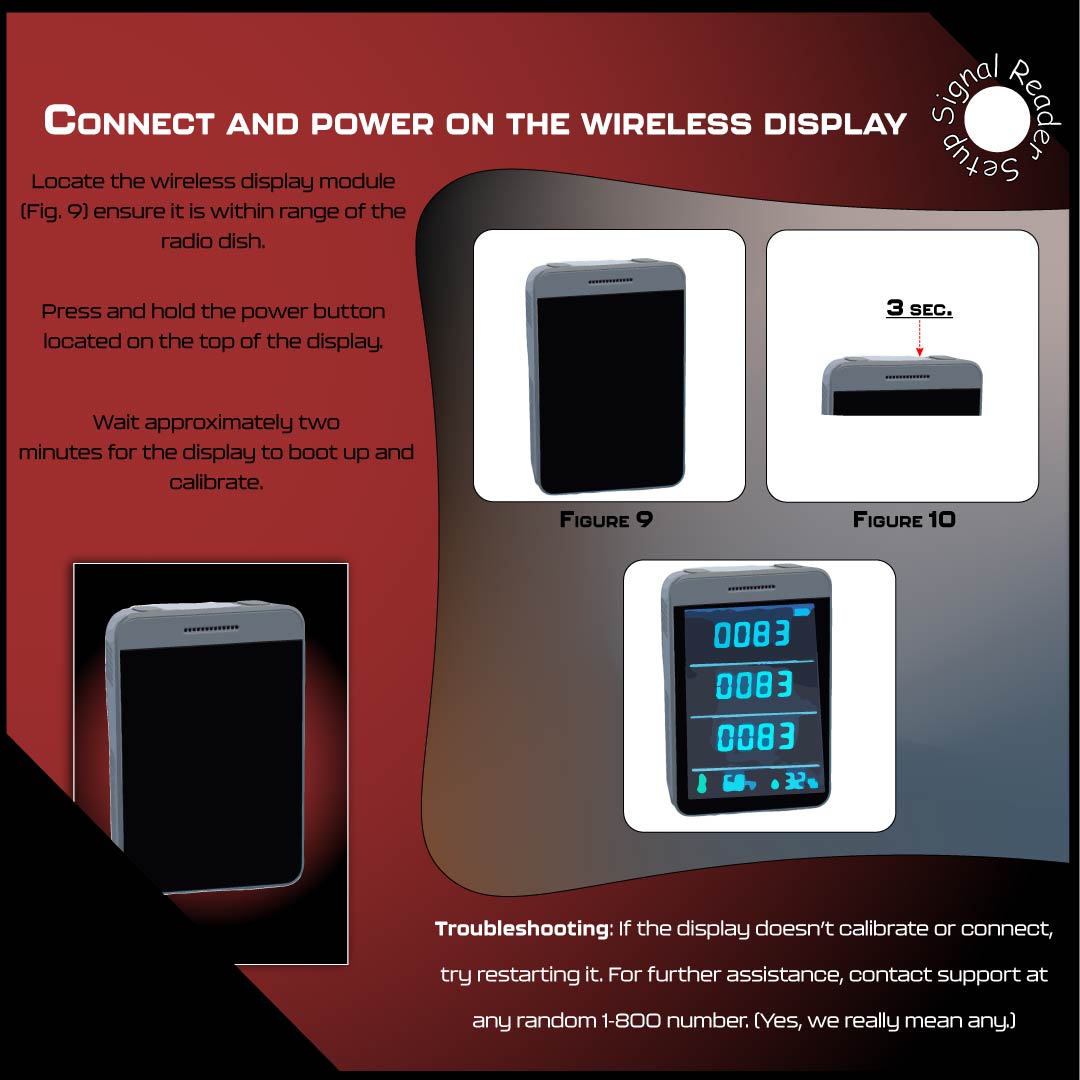 Signal Reader Setup
Connect and power on the wireless display
Locate the wireless display module
(Fig. 9) ensure it is within range of the
radio dish.
Press and hold the power button
located on the top of the display.
Wait approximately two
minutes for the display to boot up and
calibrate.
3 sec.
Figure 9
Figure 10
0083
0083
0083
Troubleshooting: If the display doesn't calibrate or connect,
try restarting it. For further assistance, contact support at
any random 1-800 number. (Yes, we really mean any.)